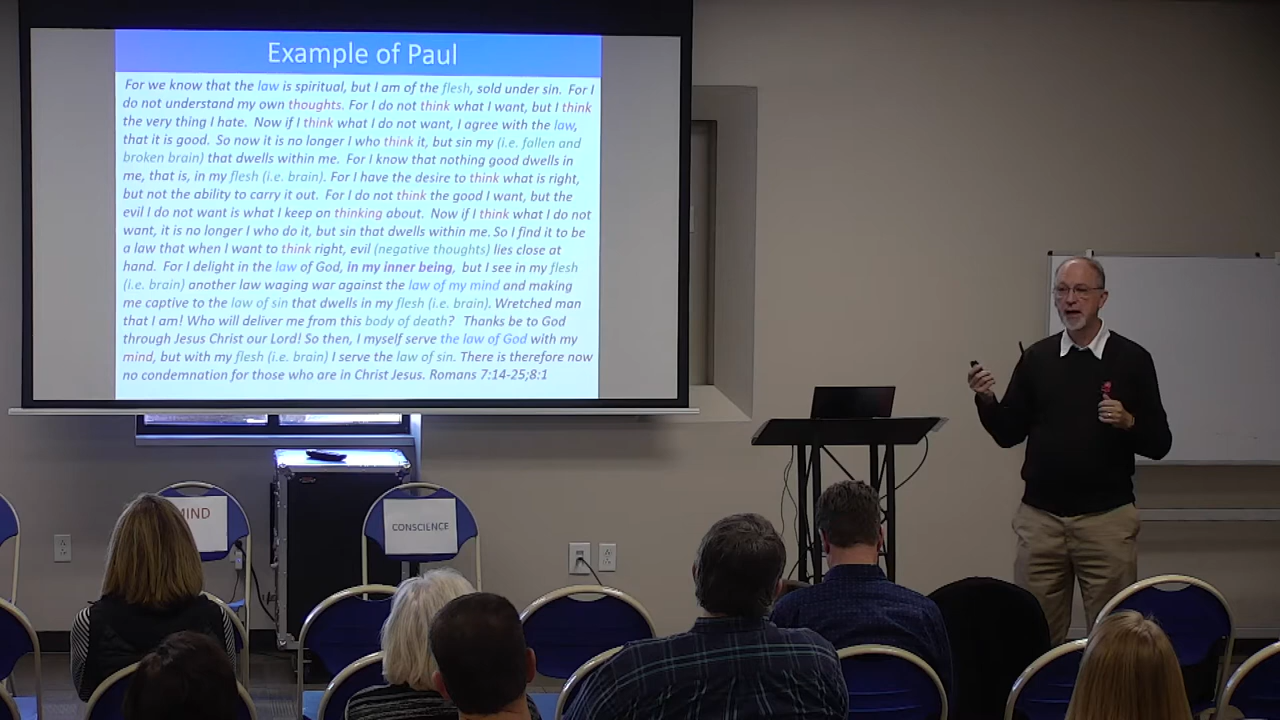 Example of Paul
For we know that the law is spiritual, but I am of the flesh, sold under sin. For I
do not understand my own thoughts. For I do not think what I want, but I think
the very thing I hate. Now if I think what I do not want, I agree with the law,
that it is good. So now it is no longer I who think it, but sin my (i.e. fallen and
broken brain) that dwells within me. For I know that nothing good dwells in
me, that is, in my flesh (i.e. brain). For I have the desire to think what is right,
but not the ability to carry it out. For I do not think the good I want, but the
evil I do not want is what I keep on thinking about. Now if I think what I do not
want, it is no longer I who do it, but sin that dwells within me. So I find it to be
a law that when I want to think right, evil (negative thoughts) lies close at
hand. For I delight in the law of God, in my inner being, but I see in my flesh
(i.e. brain) another law waging war against the law of my mind and making
me captive to the law of sin that dwells in my flesh (i.e. brain). Wretched man
that I am! Who will deliver me from this body of death? Thanks be to God
through Jesus Christ our Lord! So then, I myself serve the law of God with my
mind, but with my flesh (i.e. brain) I serve the law of sin. There is therefore now
no condemnation for those who are in Christ Jesus. Romans 7:14-25;8:1
MIND
CONSCIENCE